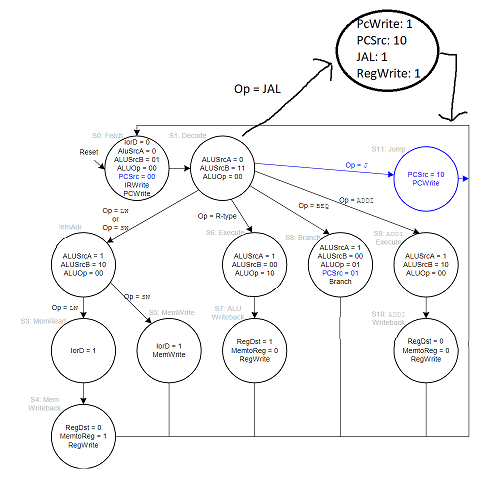 PcWrite: 1
PCSrc: 10
JAL: 1
RegWrite: 1
Op = JAL
S0: Fetch
S1: Decode
S11: Jump
Reset
IorD = 0
AluSrcA = 0
ALUSrcB = 01
ALUOp = 00
PCSrc = 00
IRWrite
PCWrite
ALUSrcA = 0
ALUSrcB = 11
ALUOp = 00
Op = J
PCSrc = 10
PCWrite
Op = ADDI
Op = BEQ
Op = R-type
Op = LW
or
Op = SW
emAdr
S6: Execute
S8: Branch
S9: ADDI
Execute
ALUSrcA = 1
ALUSrcB = 10
ALUOp = 00
ALUSrcA = 1
ALUSrcB = 00
ALUOp = 10
ALUSrcA = 1
ALUSrcB = 00
ALUOp = 01
PCSrc = 01
Branch
ALUSrcA = 1
ALUSrcB = 10
ALUOp = 00
Op = LW
Op = SW
S3: MemRead
S5: MemWrite
S7: ALU
Writeback
S10: ADDI
Writeback
IorD = 1
IorD = 1
MemWrite
RegDst = 1
MemtoReg = 0
RegWrite
RegDst = 0
MemtoReg = 0
RegWrite
S4: Mem
Writeback
RegDst = 0
MemtoReg = 1
RegWrite